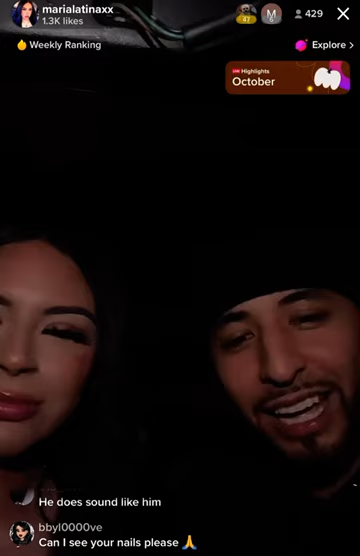 marialatinaxx
1.3K likes
47
M
429
Weekly Ranking
Explore >
LIVE Highlights
October
He does sound like him
bbyl0000ve
Can I see your nails please 🙏